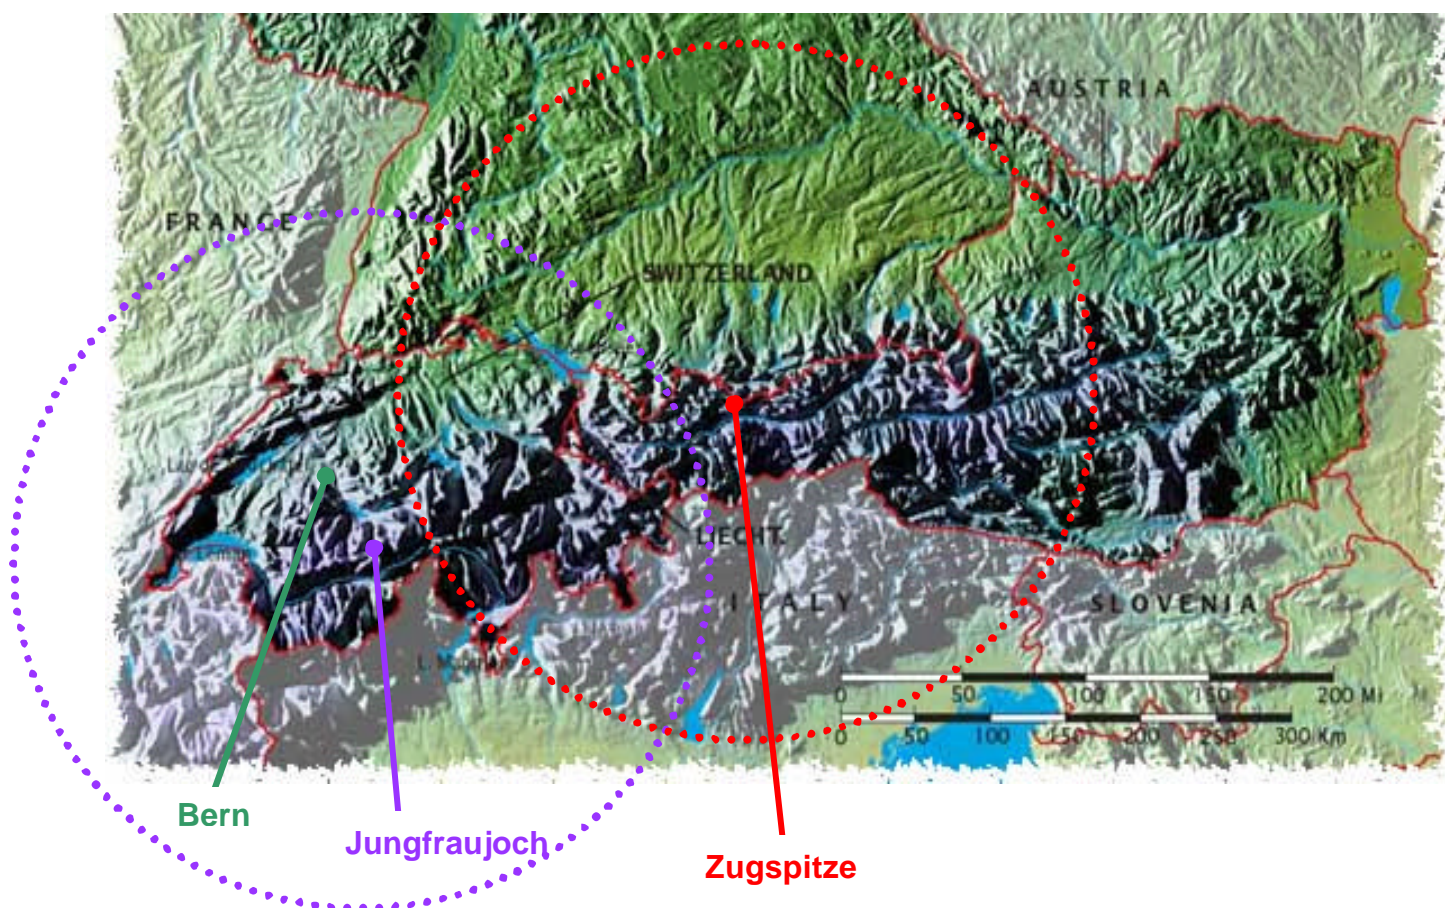 AUSTRIA
FRANCE
SWITZERLAND
LIECHT.
ITALY
SLOVENIA
0 50 100 150 200 Mi
0 50 100 150 200 250 300 Km
Bern
Jungfraujoch
Zugspitze